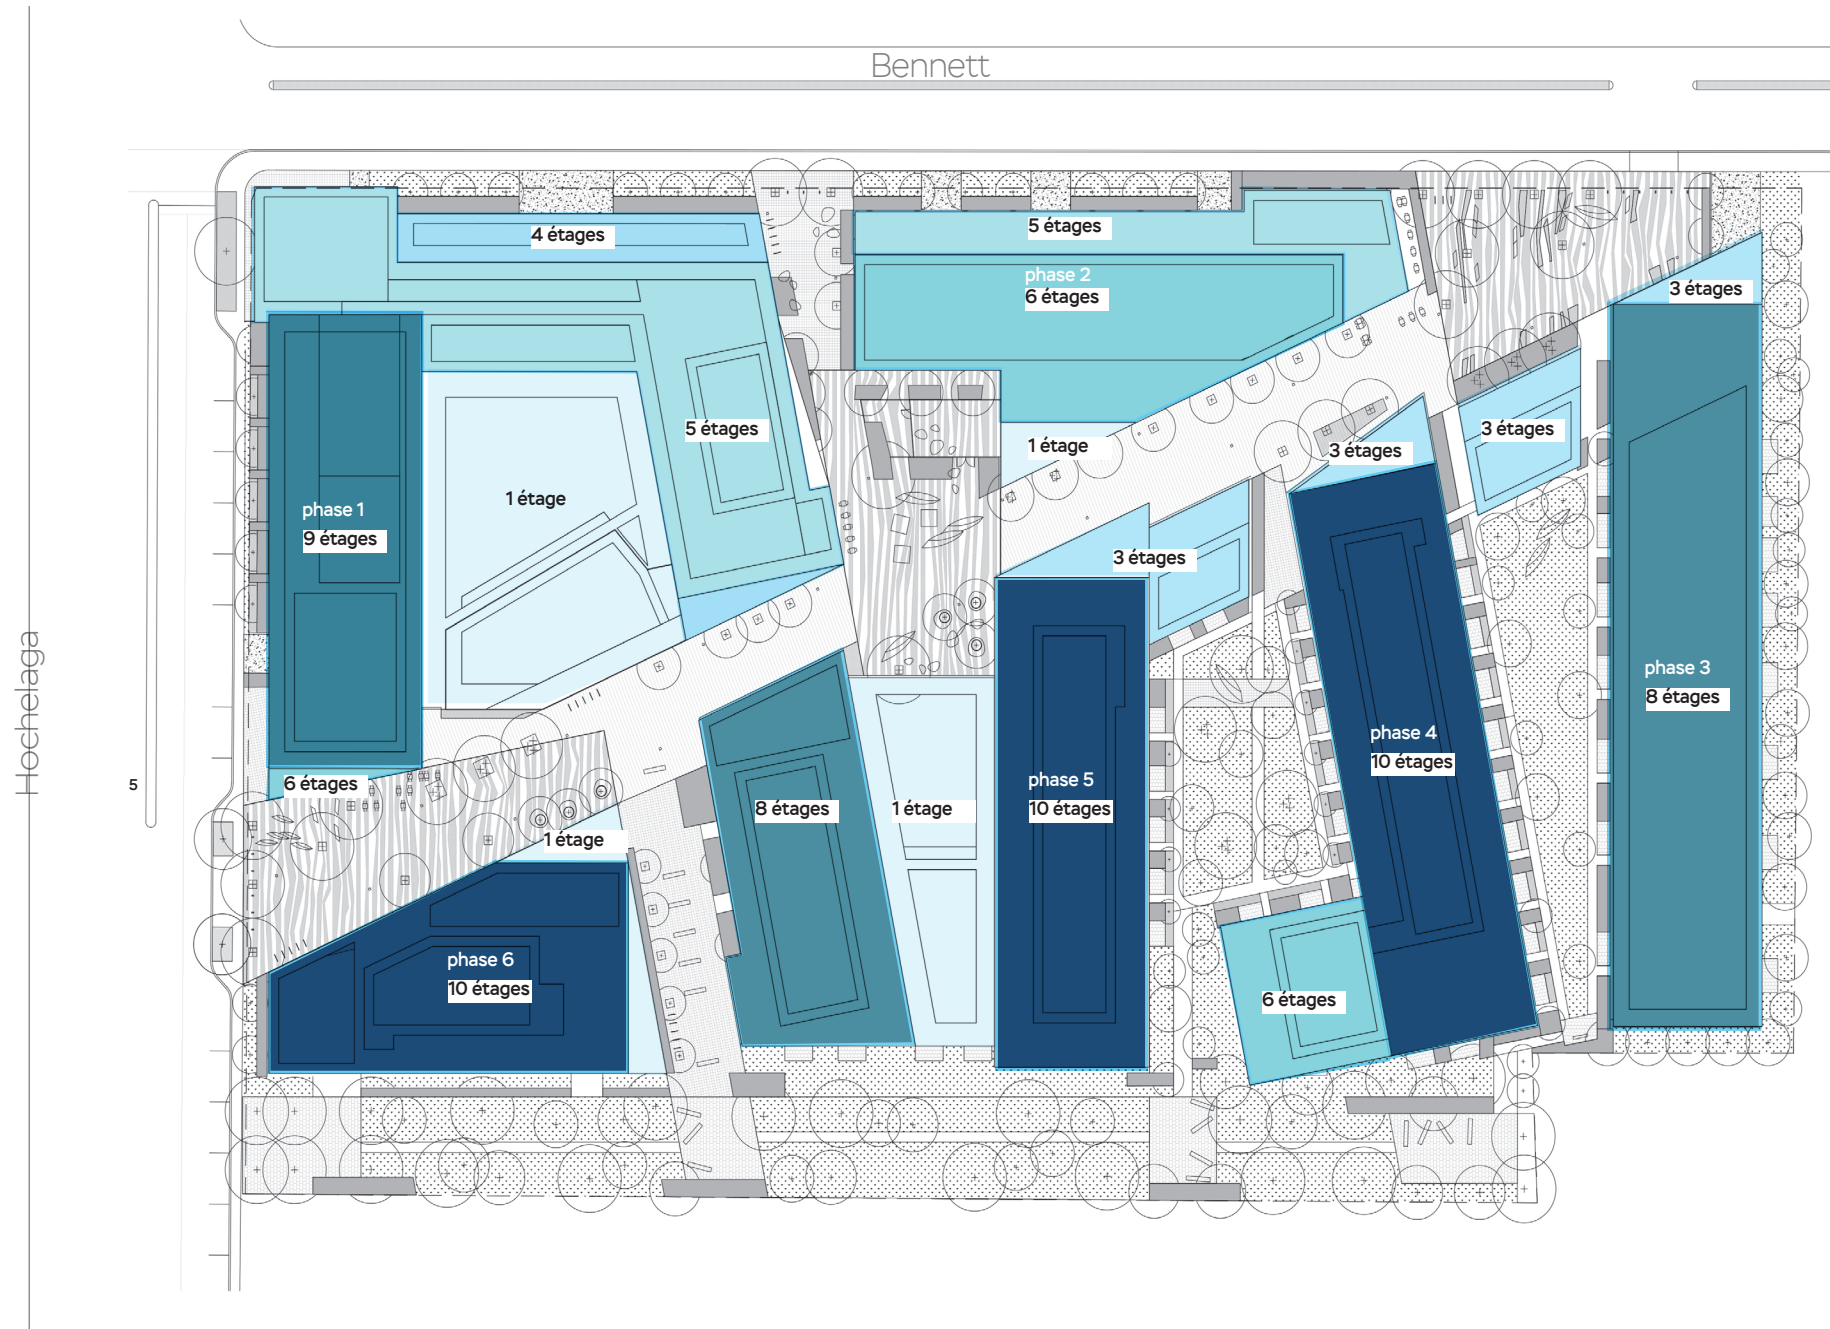 Bennett
4 étages
5 étages
phase 2
6 étages
3 étages
5 étages
1 étage
3 étages
3 étages
1 étage
phase 1
9 étages
3 étages
Hochelaga
phase 3
8 étages
phase 4
10 étages
6 étages
5
8 étages
1 étage
phase 5
10 étages
1 étage
phase 6
10 étages
6 étages